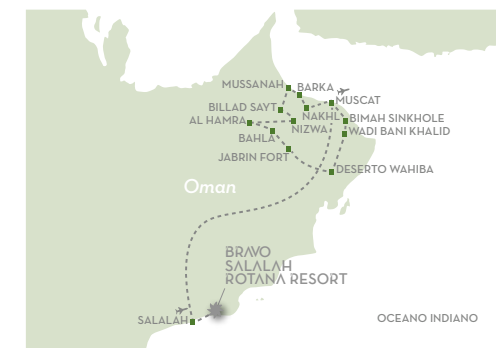 MUSSANAH
BARKA
MUSCAT
BILLAD SAYT
NAKHL
BIMAH SINKHOLE
AL HAMRA
NIZWA
WADI BANI KHALID
BAHLA
JABRIN FORT
DESERTO WAHIBA
Oman
BRAVO
SALALAH
ROTANA RESORT
SALALAH
OCEANO INDIANO